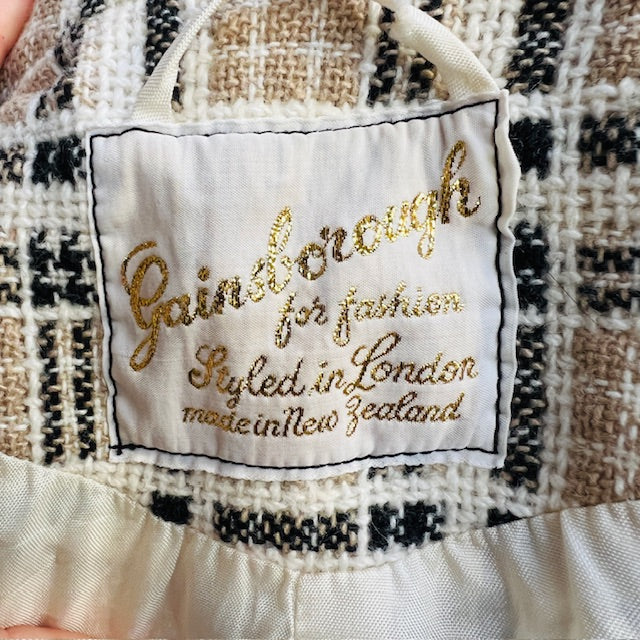 Gainsborough
for fashion
Styled in London
made in New Zealand